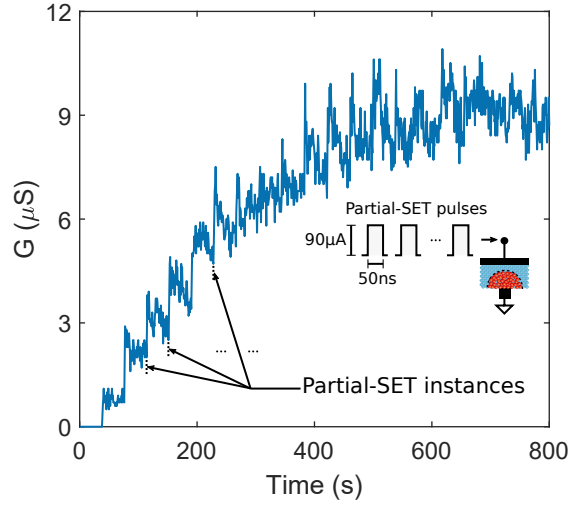 12
9
6
3
0
G (μS)
Partial-SET pulses
90μA
...
50ns
... ...
Partial-SET instances
0 200 400 600 800
Time (s)